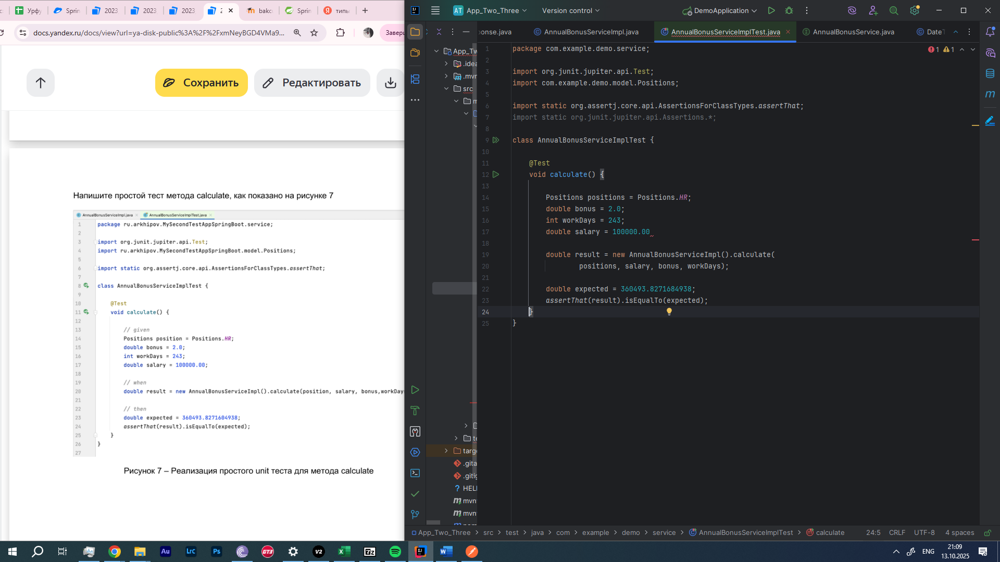 Урфу
Sprin
2023
2023
2023
2
bakc
Sprin
типы
docs.yandex.ru/docs/view?url=ya-disk-public%3A%2F%2FxmNeyBGD4VMa9...
Завери
Сохранить
Редактировать
Напишите простой тест метода calculate, как показано на рисунке 7
AnnualBonusServiceImpl.java
AnnualBonusServiceImplTest.java
1 package ru.arkhipov.MySecondTestAppSpringBoot.service;
2
3 import org.junit.jupiter.api.Test;
4 import ru.arkhipov.MySecondTestAppSpringBoot.model.Positions;
5
6 import static org.assertj.core.api.AssertionsForClassTypes.assertThat;
7
8 class AnnualBonusServiceImplTest {
9
10 @Test
11 void calculate() {
12
13 // given
14 Positions position = Positions.HR;
15 double bonus = 2.0;
16 int workDays = 243;
17 double salary = 100000.00;
18
19 // when
20 double result = new AnnualBonusServiceImpl().calculate(position, salary, bonus,workDays
21
22 // then
23 double expected = 360493.8271604938;
24 assertThat(result).isEqualTo(expected);
25 }
26 }
27
Рисунок 7 – Реализация простого unit теста для метода calculate
AT App_Two_Three
Version control
DemoApplication
onse.java
AnnualBonusServiceImpl.java
AnnualBonusServiceImplTest.java
AnnualBonusService.java
DateT
App_Tw
.idea
.mvn
src
m
te
targe
.gita
.gitig
HELP
mvn
mvn
1 package com.example.demo.service;
2
3 import org.junit.jupiter.api.Test;
4 import com.example.demo.model.Positions;
5
6 import static org.assertj.core.api.AssertionsForClassTypes.assertThat;
7 import static org.junit.jupiter.api.Assertions.*;
8
9 class AnnualBonusServiceImplTest {
10
11 @Test
12 void calculate() {
13
14 Positions positions = Positions.HR;
15 double bonus = 2.0;
16 int workDays = 243;
17 double salary = 100000.00
18
19 double result = new AnnualBonusServiceImpl().calculate(
20 positions, salary, bonus, workDays);
21
22 double expected = 360493.8271684938;
23 assertThat(result).isEqualTo(expected);
24 }
25 }
1 1
m
App_Two_Three > src > test > java > com > example > demo > service > AnnualBonusServiceImplTest > calculate
24:5 CRLF UTF-8 4 spaces
Au
Lrc
Ps
GT3
V2
7z
ENG
21:09
13.10.2025